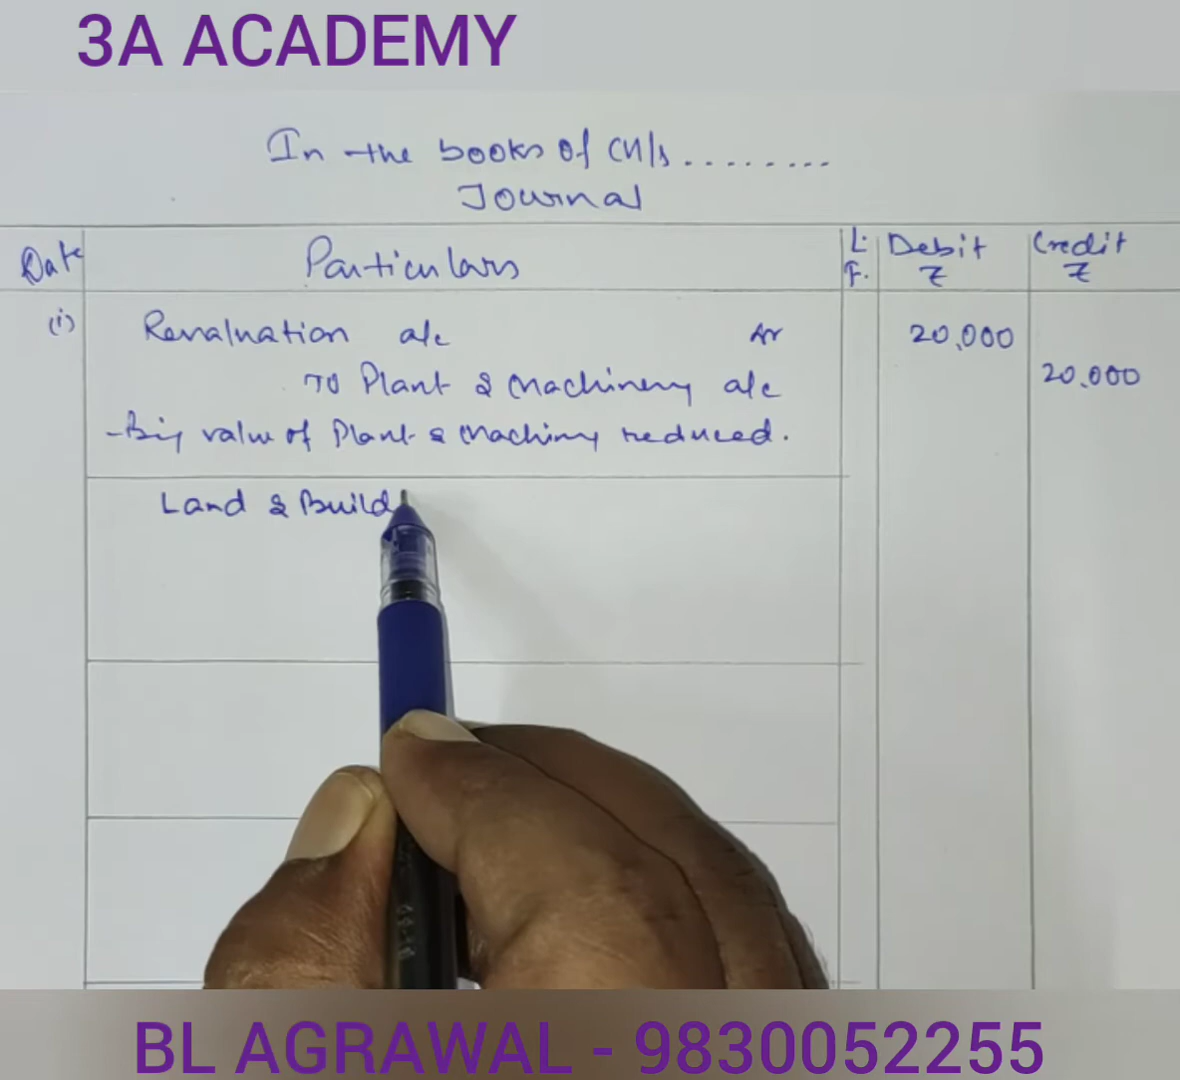 3A ACADEMY
In the books of M/s.........
Journal
Date Particulars L. F. Debit ₹ Credit ₹
(i) Revaluation a/c Dr 20,000
To Plant & Machinery a/c 20,000
-Big value of Plant & Machinery reduced.
Land & Build
BL AGRAWAL - 9830052255